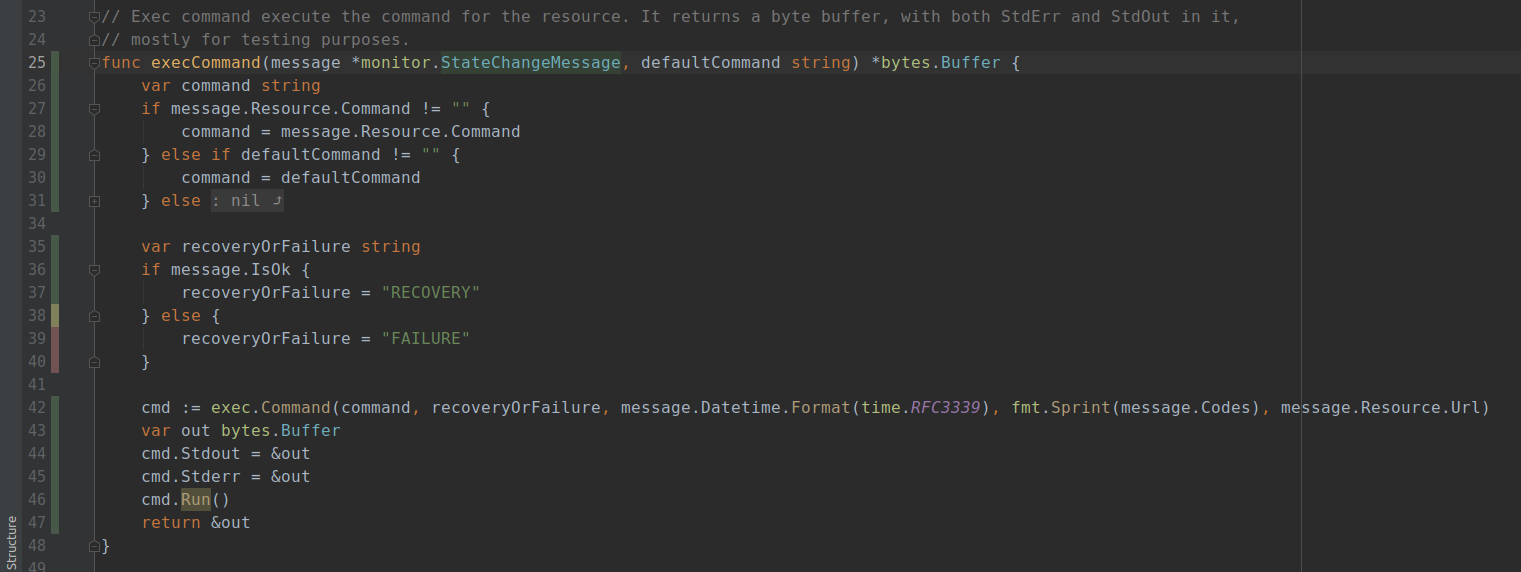 23 // Exec command execute the command for the resource. It returns a byte buffer, with both StdErr and StdOut in it,
24 // mostly for testing purposes.
25 func execCommand(message *monitor.StateChangeMessage, defaultCommand string) *bytes.Buffer {
26     var command string
27     if message.Resource.Command != "" {
28         command = message.Resource.Command
29     } else if defaultCommand != "" {
30         command = defaultCommand
31     } else : nil
34
35     var recoveryOrFailure string
36     if message.IsOk {
37         recoveryOrFailure = "RECOVERY"
38     } else {
39         recoveryOrFailure = "FAILURE"
40     }
41
42     cmd := exec.Command(command, recoveryOrFailure, message.Datetime.Format(time.RFC3339), fmt.Sprint(message.Codes), message.Resource.Url)
43     var out bytes.Buffer
44     cmd.Stdout = &out
45     cmd.Stderr = &out
46     cmd.Run()
47     return &out
48 }
49
Structure